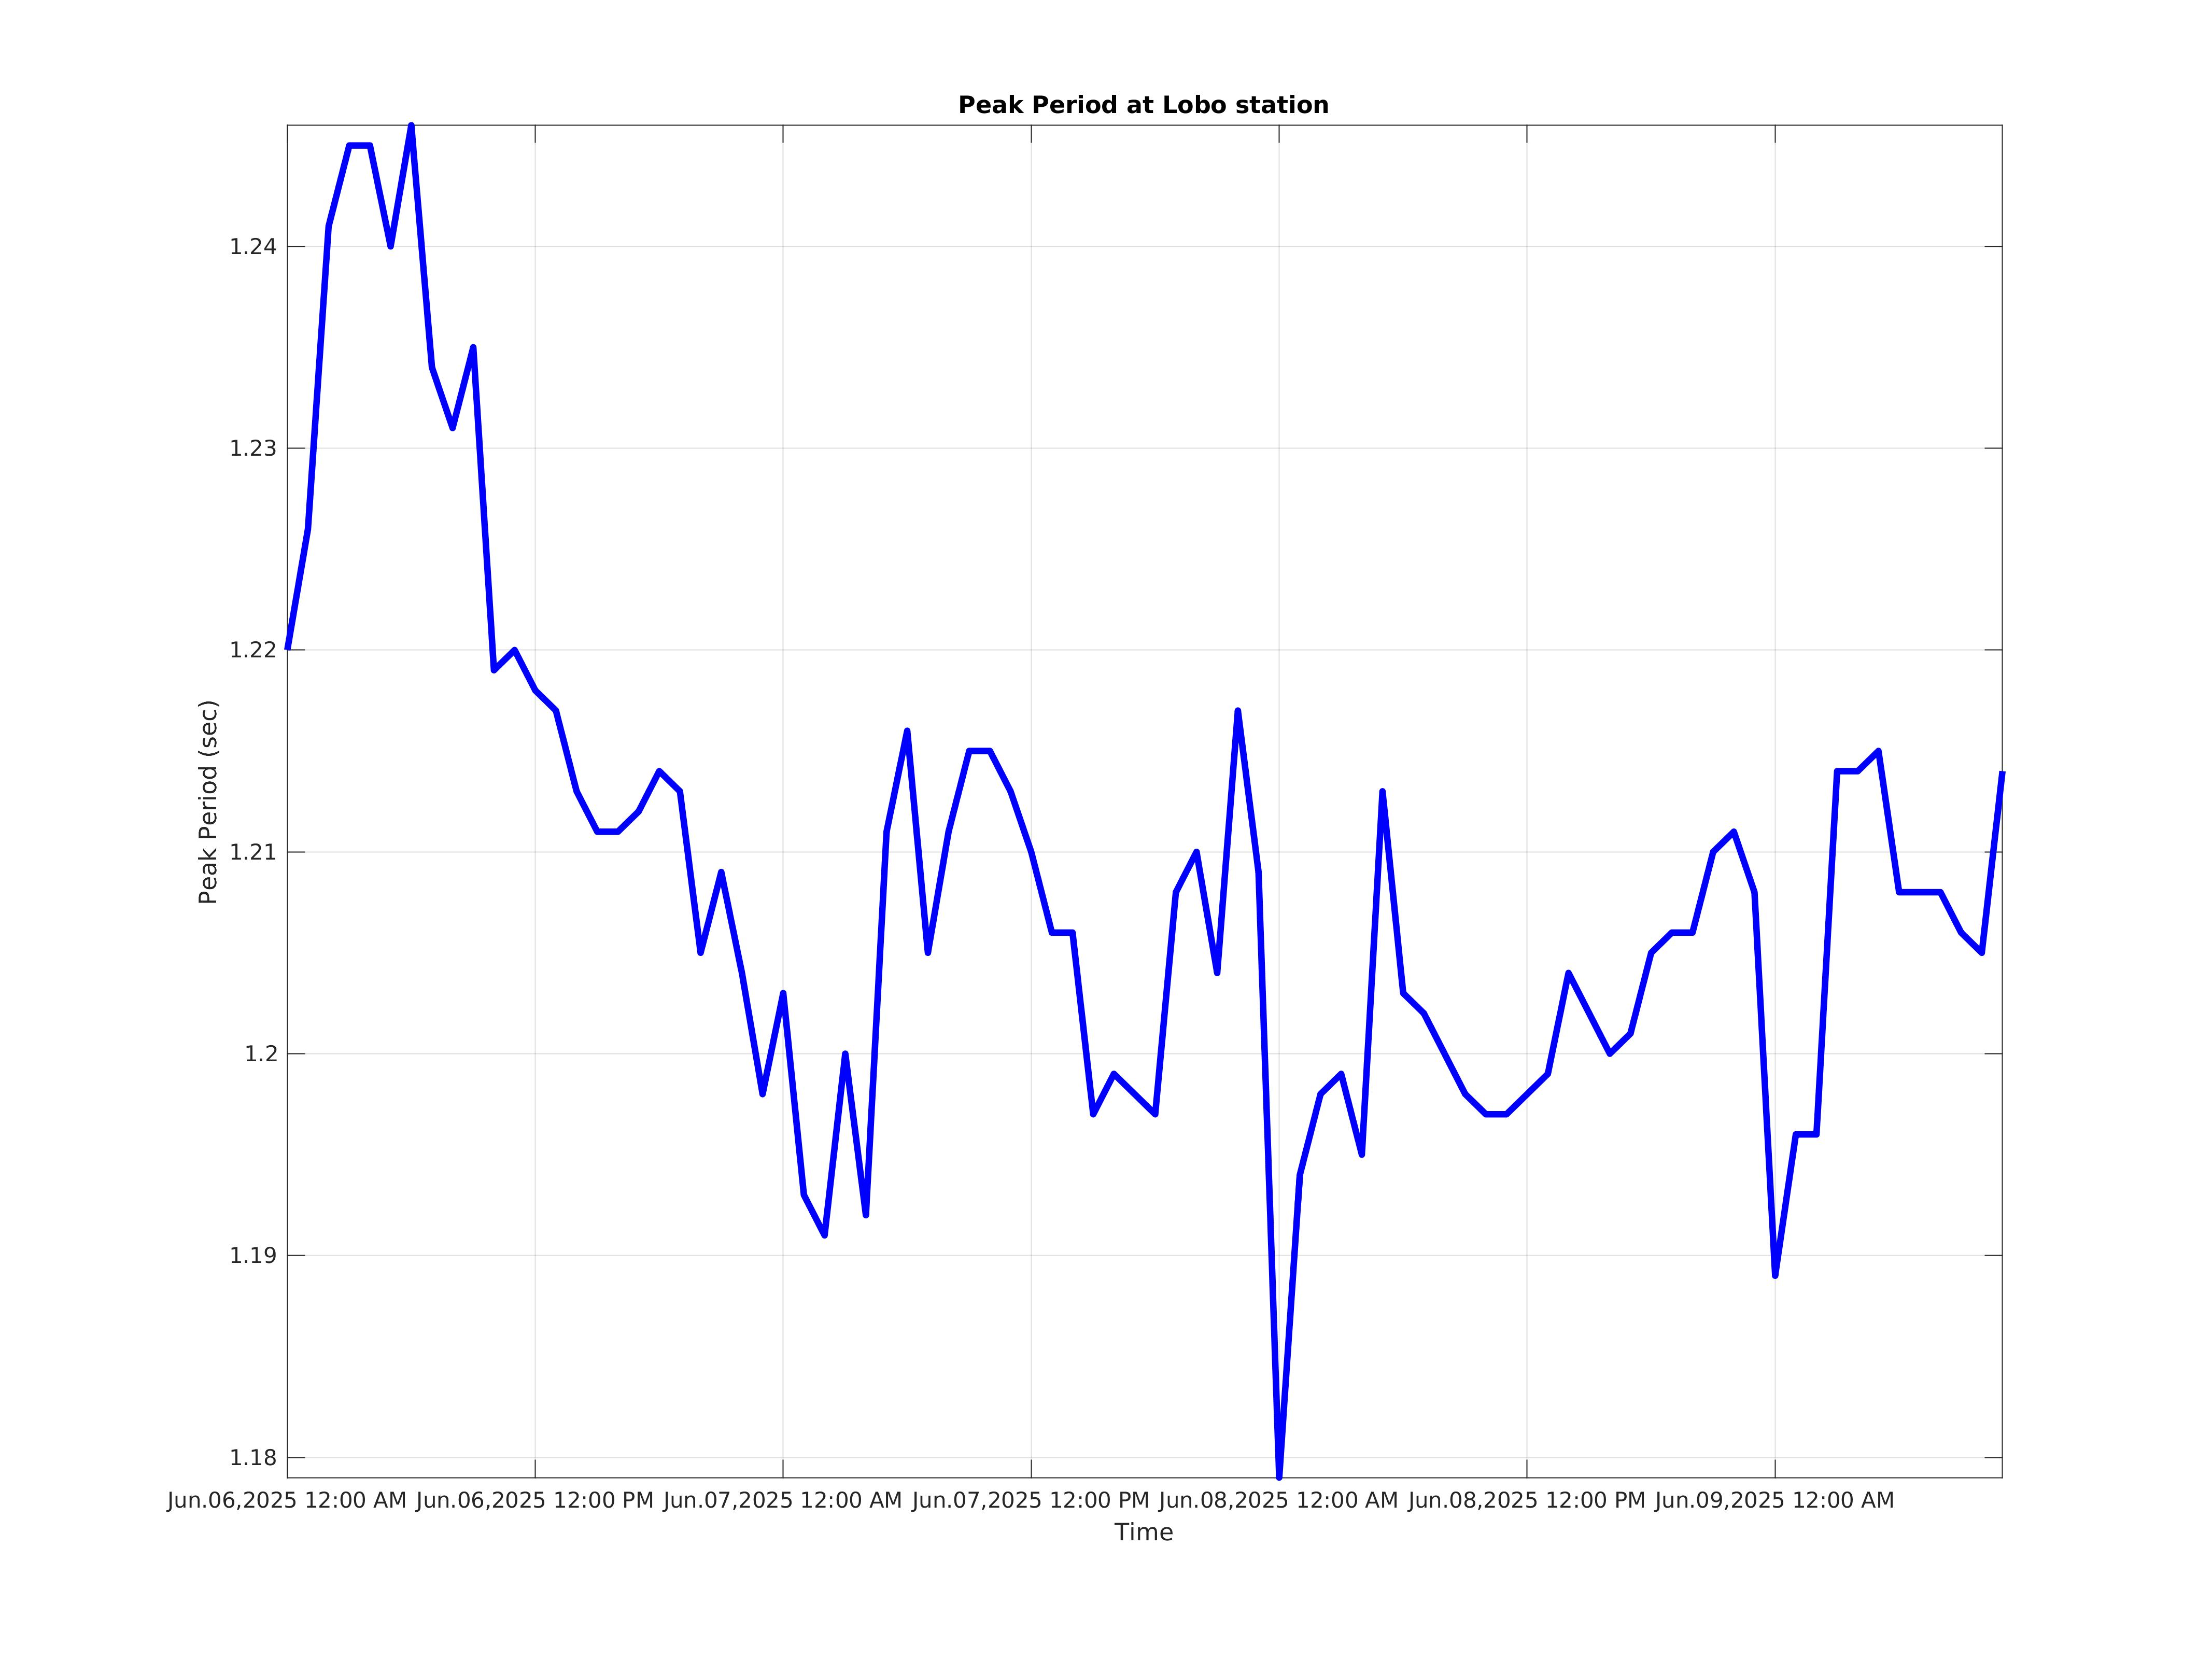 Peak Period at Lobo station
Peak Period (sec)
1.24
1.23
1.22
1.21
1.2
1.19
1.18
Jun.06,2025 12:00 AM Jun.06,2025 12:00 PM Jun.07,2025 12:00 AM Jun.07,2025 12:00 PM Jun.08,2025 12:00 AM Jun.08,2025 12:00 PM Jun.09,2025 12:00 AM
Time